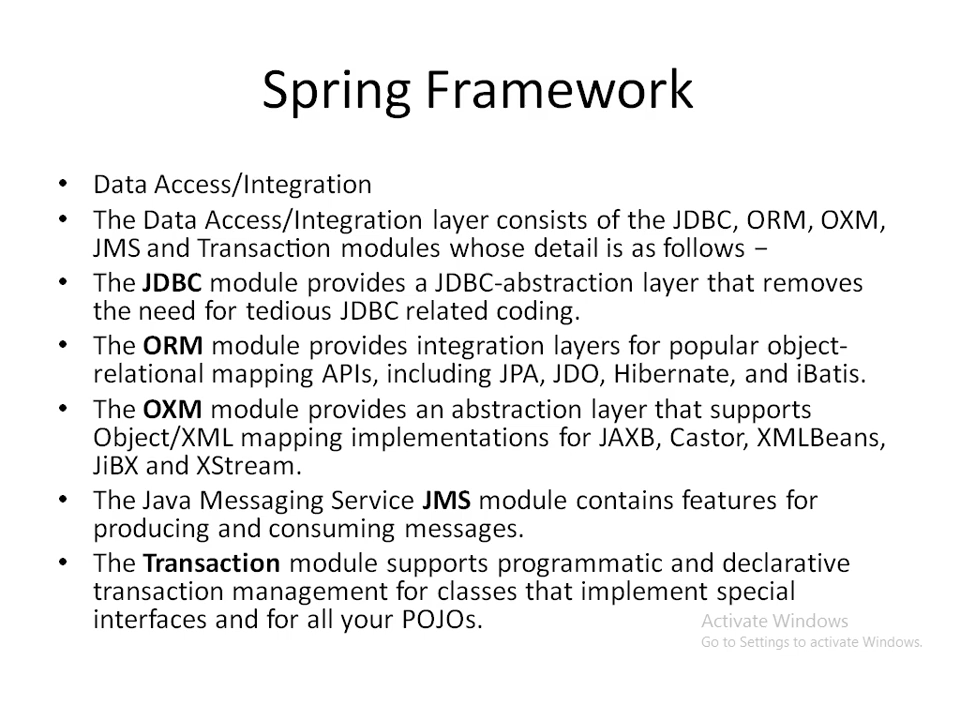 Spring Framework
• Data Access/Integration
• The Data Access/Integration layer consists of the JDBC, ORM, OXM,
JMS and Transaction modules whose detail is as follows −
• The JDBC module provides a JDBC-abstraction layer that removes
the need for tedious JDBC related coding.
• The ORM module provides integration layers for popular object-
relational mapping APIs, including JPA, JDO, Hibernate, and iBatis.
• The OXM module provides an abstraction layer that supports
Object/XML mapping implementations for JAXB, Castor, XMLBeans,
JiBX and XStream.
• The Java Messaging Service JMS module contains features for
producing and consuming messages.
• The Transaction module supports programmatic and declarative
transaction management for classes that implement special
interfaces and for all your POJOs.
Activate Windows
Go to Settings to activate Windows.